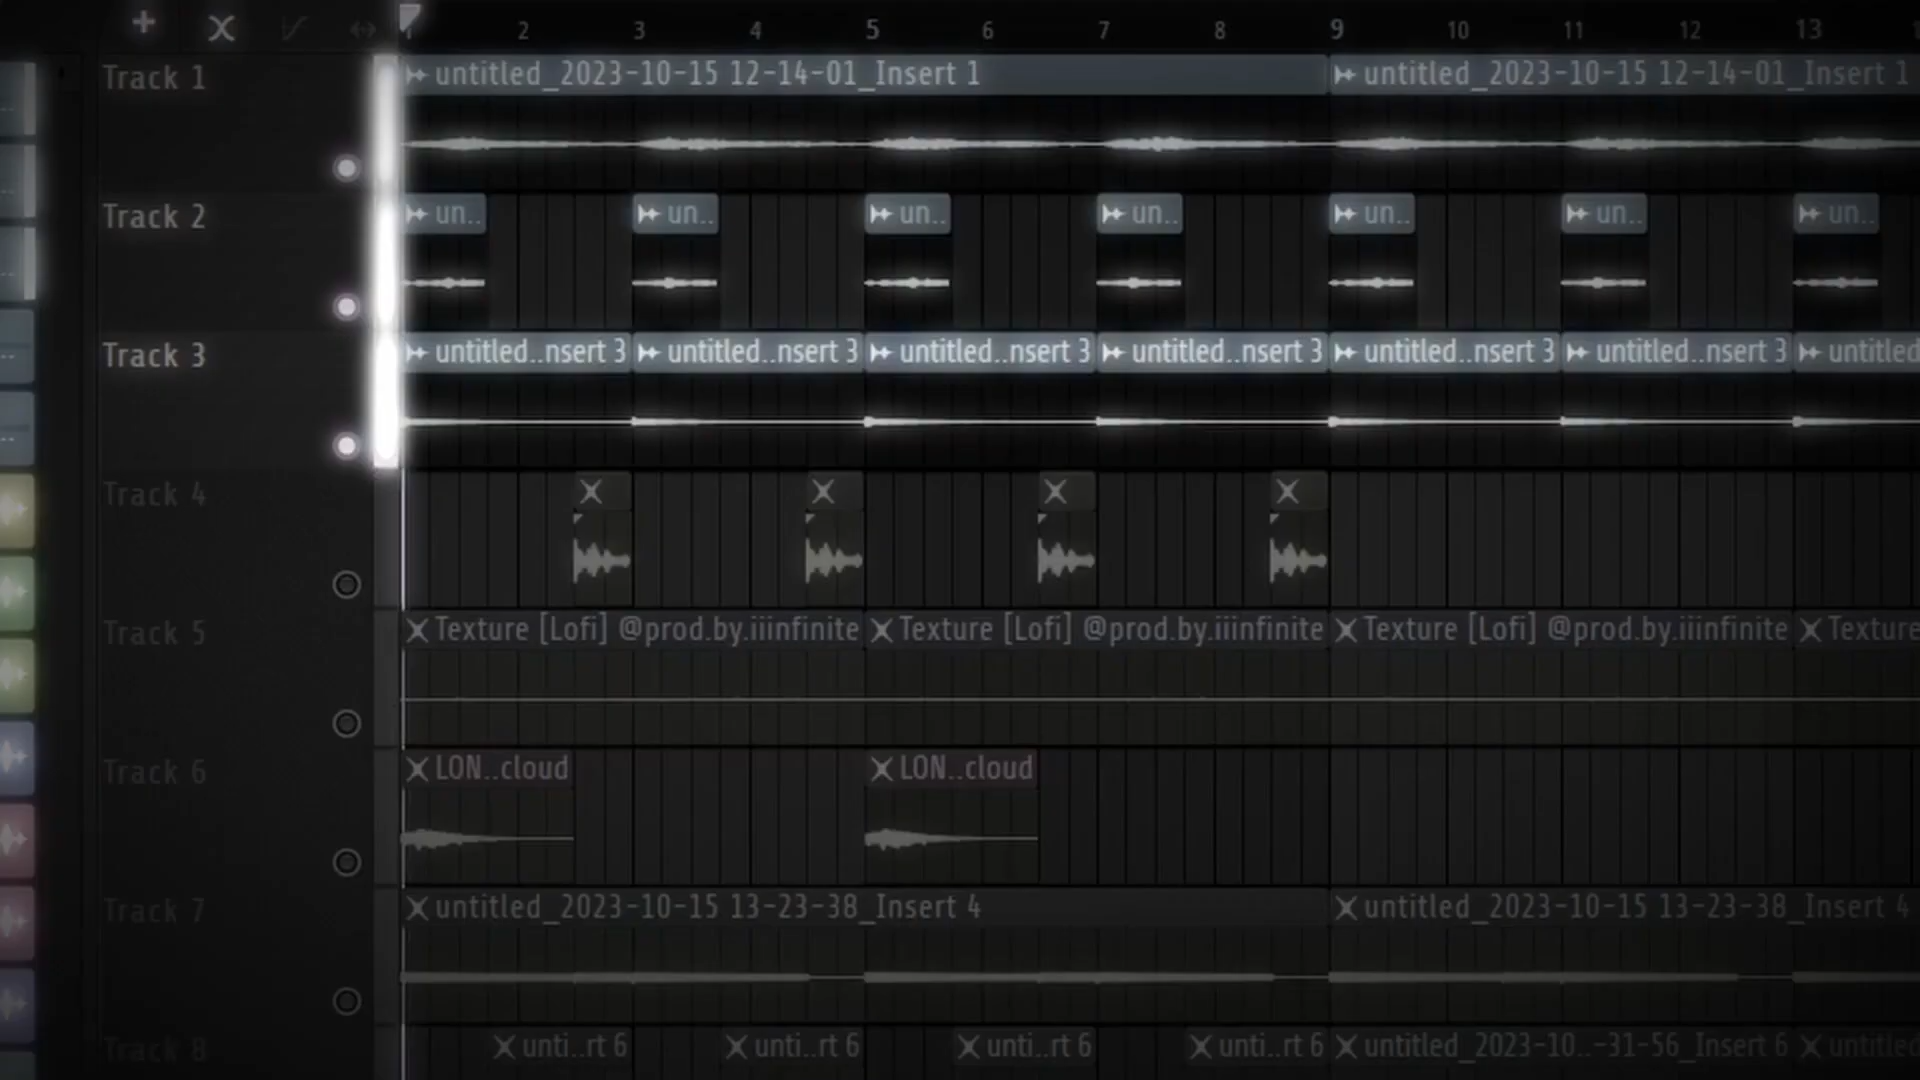 1 2 3 4 5 6 7 8 9 10 11 12 13
Track 1
untitled_2023-10-15 12-14-01_Insert 1 untitled_2023-10-15 12-14-01_Insert 1
Track 2
un.. un.. un.. un.. un.. un.. un..
Track 3
untitled..nsert 3 untitled..nsert 3 untitled..nsert 3 untitled..nsert 3 untitled..nsert 3 untitled..nsert 3 untitled
Track 4
Track 5
Texture [Lofi] @prod.by.iiinfinite Texture [Lofi] @prod.by.iiinfinite Texture [Lofi] @prod.by.iiinfinite Texture
Track 6
LON..cloud LON..cloud
Track 7
untitled_2023-10-15 13-23-38_Insert 4 untitled_2023-10-15 13-23-38_Insert 4
Track 8
unti..rt 6 unti..rt 6 unti..rt 6 unti..rt 6 untitled_2023-10..-31-56_Insert 6 untitled